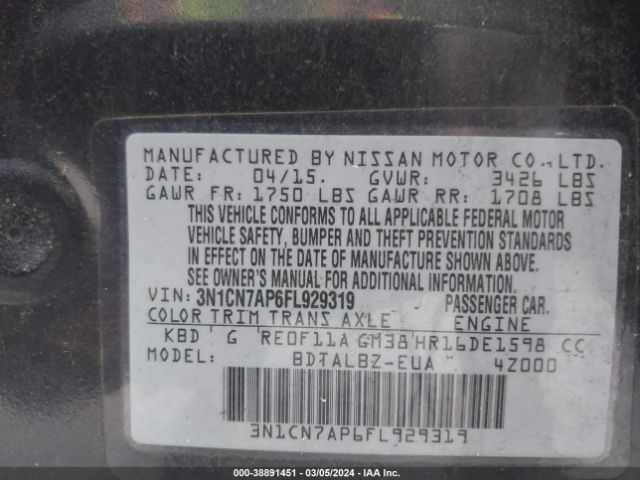 MANUFACTURED BY NISSAN MOTOR CO., LTD.
DATE: 04/15. GVWR: 3426 LBS
GAWR FR: 1750 LBS GAWR RR: 1708 LBS
THIS VEHICLE CONFORMS TO ALL APPLICABLE FEDERAL MOTOR
VEHICLE SAFETY, BUMPER AND THEFT PREVENTION STANDARDS
IN EFFECT ON THE DATE OF MANUFACTURE SHOWN ABOVE.
SEE OWNER'S MANUAL FOR ADDITIONAL INFORMATION.
VIN: 3N1CN7AP6FL929319 PASSENGER CAR.
COLOR TRIM TRANS AXLE ENGINE
KBD G RE0F11A GM38 HR16DE1598 CC
MODEL: BDTALBZ-EUA 4Z000
3N1CN7AP6FL929319
000-38891451 - 03/05/2024 - IAA Inc.